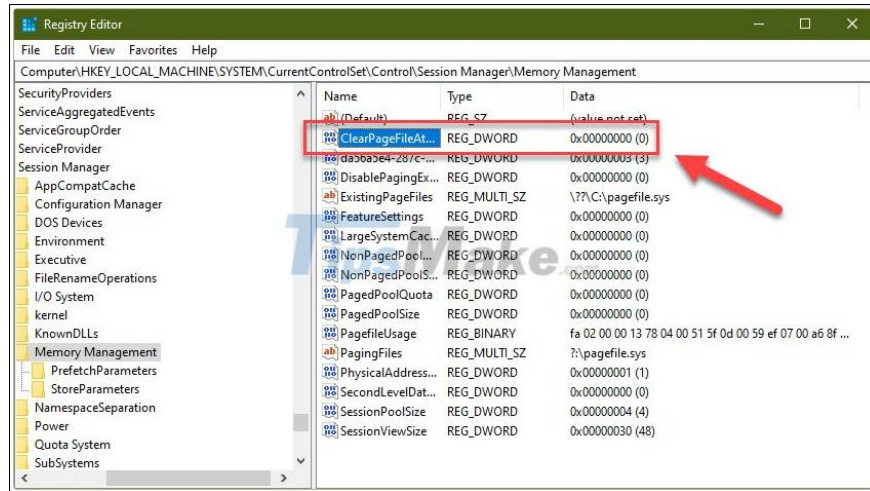 Registry Editor
File Edit View Favorites Help
Computer\HKEY_LOCAL_MACHINE\SYSTEM\CurrentControlSet\Control\Session Manager\Memory Management
SecurityProviders
ServiceAggregatedEvents
ServiceGroupOrder
ServiceProvider
Session Manager
AppCompatCache
Configuration Manager
DOS Devices
Environment
Executive
FileRenameOperations
I/O System
kernel
KnownDLLs
Memory Management
PrefetchParameters
StoreParameters
NamespaceSeparation
Power
Quota System
SubSystems
Name Type Data
(Default) REG_SZ (value not set)
ClearPageFileAt... REG_DWORD 0x00000000 (0)
da5ba5e4-287c-... REG_DWORD 0x00000003 (3)
DisablePagingEx... REG_DWORD 0x00000000 (0)
ExistingPageFiles REG_MULTI_SZ \??\C:\pagefile.sys
FeatureSettings REG_DWORD 0x00000000 (0)
LargeSystemCac... REG_DWORD 0x00000000 (0)
NonPagedPool... REG_DWORD 0x00000000 (0)
NonPagedPoolS... REG_DWORD 0x00000000 (0)
PagedPoolQuota REG_DWORD 0x00000000 (0)
PagedPoolSize REG_DWORD 0x00000000 (0)
PagefileUsage REG_BINARY fa 02 00 00 13 78 04 00 51 5f 0d 00 59 ef 07 00 a6 8f ...
PagingFiles REG_MULTI_SZ ?:\pagefile.sys
PhysicalAddress... REG_DWORD 0x00000001 (1)
SecondLevelDat... REG_DWORD 0x00000000 (0)
SessionPoolSize REG_DWORD 0x00000004 (4)
SessionViewSize REG_DWORD 0x00000030 (48)
TipsMake.com